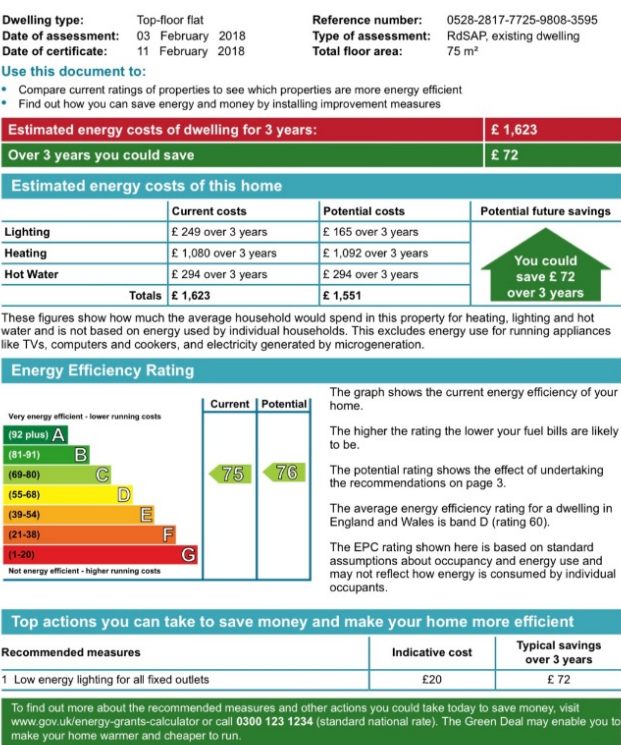 Dwelling type: Top-floor flat Reference number: 0528-2817-7725-9808-3595
Date of assessment: 03 February 2018 Type of assessment: RdSAP, existing dwelling
Date of certificate: 11 February 2018 Total floor area: 75 m²
Use this document to:
• Compare current ratings of properties to see which properties are more energy efficient
• Find out how you can save energy and money by installing improvement measures
Estimated energy costs of dwelling for 3 years: £ 1,623
Over 3 years you could save £ 72
Estimated energy costs of this home
Current costs Potential costs Potential future savings
Lighting £ 249 over 3 years £ 165 over 3 years
Heating £ 1,080 over 3 years £ 1,092 over 3 years
Hot Water £ 294 over 3 years £ 294 over 3 years
Totals £ 1,623 £ 1,551
You could
save £ 72
over 3 years
These figures show how much the average household would spend in this property for heating, lighting and hot
water and is not based on energy used by individual households. This excludes energy use for running appliances
like TVs, computers and cookers, and electricity generated by microgeneration.
Energy Efficiency Rating
Current Potential
Very energy efficient - lower running costs
(92 plus) A
(81-91) B
(69-80) C 75 76
(55-68) D
(39-54) E
(21-38) F
(1-20) G
Not energy efficient - higher running costs
The graph shows the current energy efficiency of your
home.
The higher the rating the lower your fuel bills are likely
to be.
The potential rating shows the effect of undertaking
the recommendations on page 3.
The average energy efficiency rating for a dwelling in
England and Wales is band D (rating 60).
The EPC rating shown here is based on standard
assumptions about occupancy and energy use and
may not reflect how energy is consumed by individual
occupants.
Top actions you can take to save money and make your home more efficient
Recommended measures Indicative cost Typical savings
over 3 years
1 Low energy lighting for all fixed outlets £20 £ 72
To find out more about the recommended measures and other actions you could take today to save money, visit
www.gov.uk/energy-grants-calculator or call 0300 123 1234 (standard national rate). The Green Deal may enable you to
make your home warmer and cheaper to run.